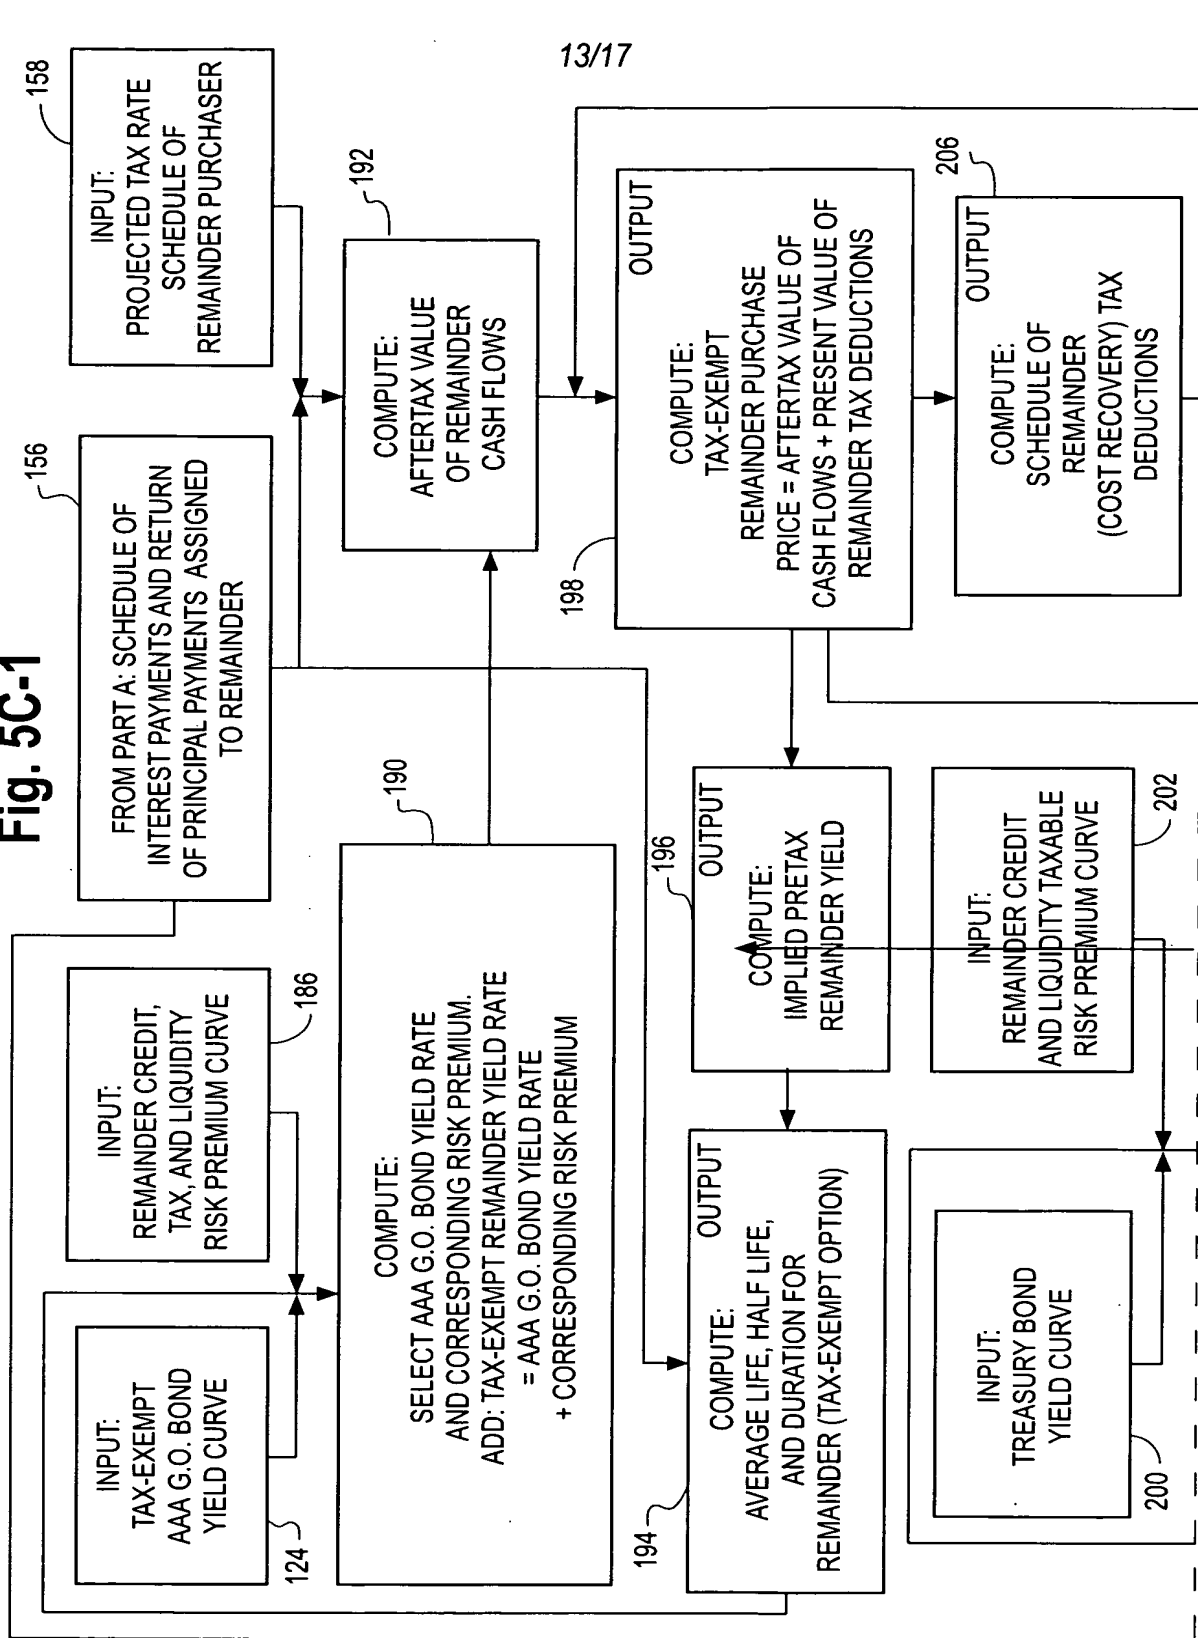 13/17
Fig. 5C-1
INPUT:
TAX-EXEMPT
AAA G.O. BOND
YIELD CURVE
124
INPUT:
REMAINDER CREDIT,
TAX, AND LIQUIDITY
RISK PREMIUM CURVE
186
FROM PART A: SCHEDULE OF
INTEREST PAYMENTS AND RETURN
OF PRINCIPAL PAYMENTS ASSIGNED
TO REMAINDER
156
INPUT:
PROJECTED TAX RATE
SCHEDULE OF
REMAINDER PURCHASER
158
COMPUTE:
SELECT AAA G.O. BOND YIELD RATE
AND CORRESPONDING RISK PREMIUM.
ADD: TAX-EXEMPT REMAINDER YIELD RATE
= AAA G.O. BOND YIELD RATE
+ CORRESPONDING RISK PREMIUM
190
COMPUTE:
AFTERTAX VALUE
OF REMAINDER
CASH FLOWS
192
OUTPUT
COMPUTE:
AVERAGE LIFE, HALF LIFE,
AND DURATION FOR
REMAINDER (TAX-EXEMPT OPTION)
194
OUTPUT
COMPUTE:
IMPLIED PRETAX
REMAINDER YIELD
196
OUTPUT
COMPUTE:
TAX-EXEMPT
REMAINDER PURCHASE
PRICE = AFTERTAX VALUE OF
CASH FLOWS + PRESENT VALUE OF
REMAINDER TAX DEDUCTIONS
198
INPUT:
TREASURY BOND
YIELD CURVE
200
INPUT:
REMAINDER CREDIT
AND LIQUIDITY TAXABLE
RISK PREMIUM CURVE
202
OUTPUT
COMPUTE:
SCHEDULE OF
REMAINDER
(COST RECOVERY) TAX
DEDUCTIONS
206